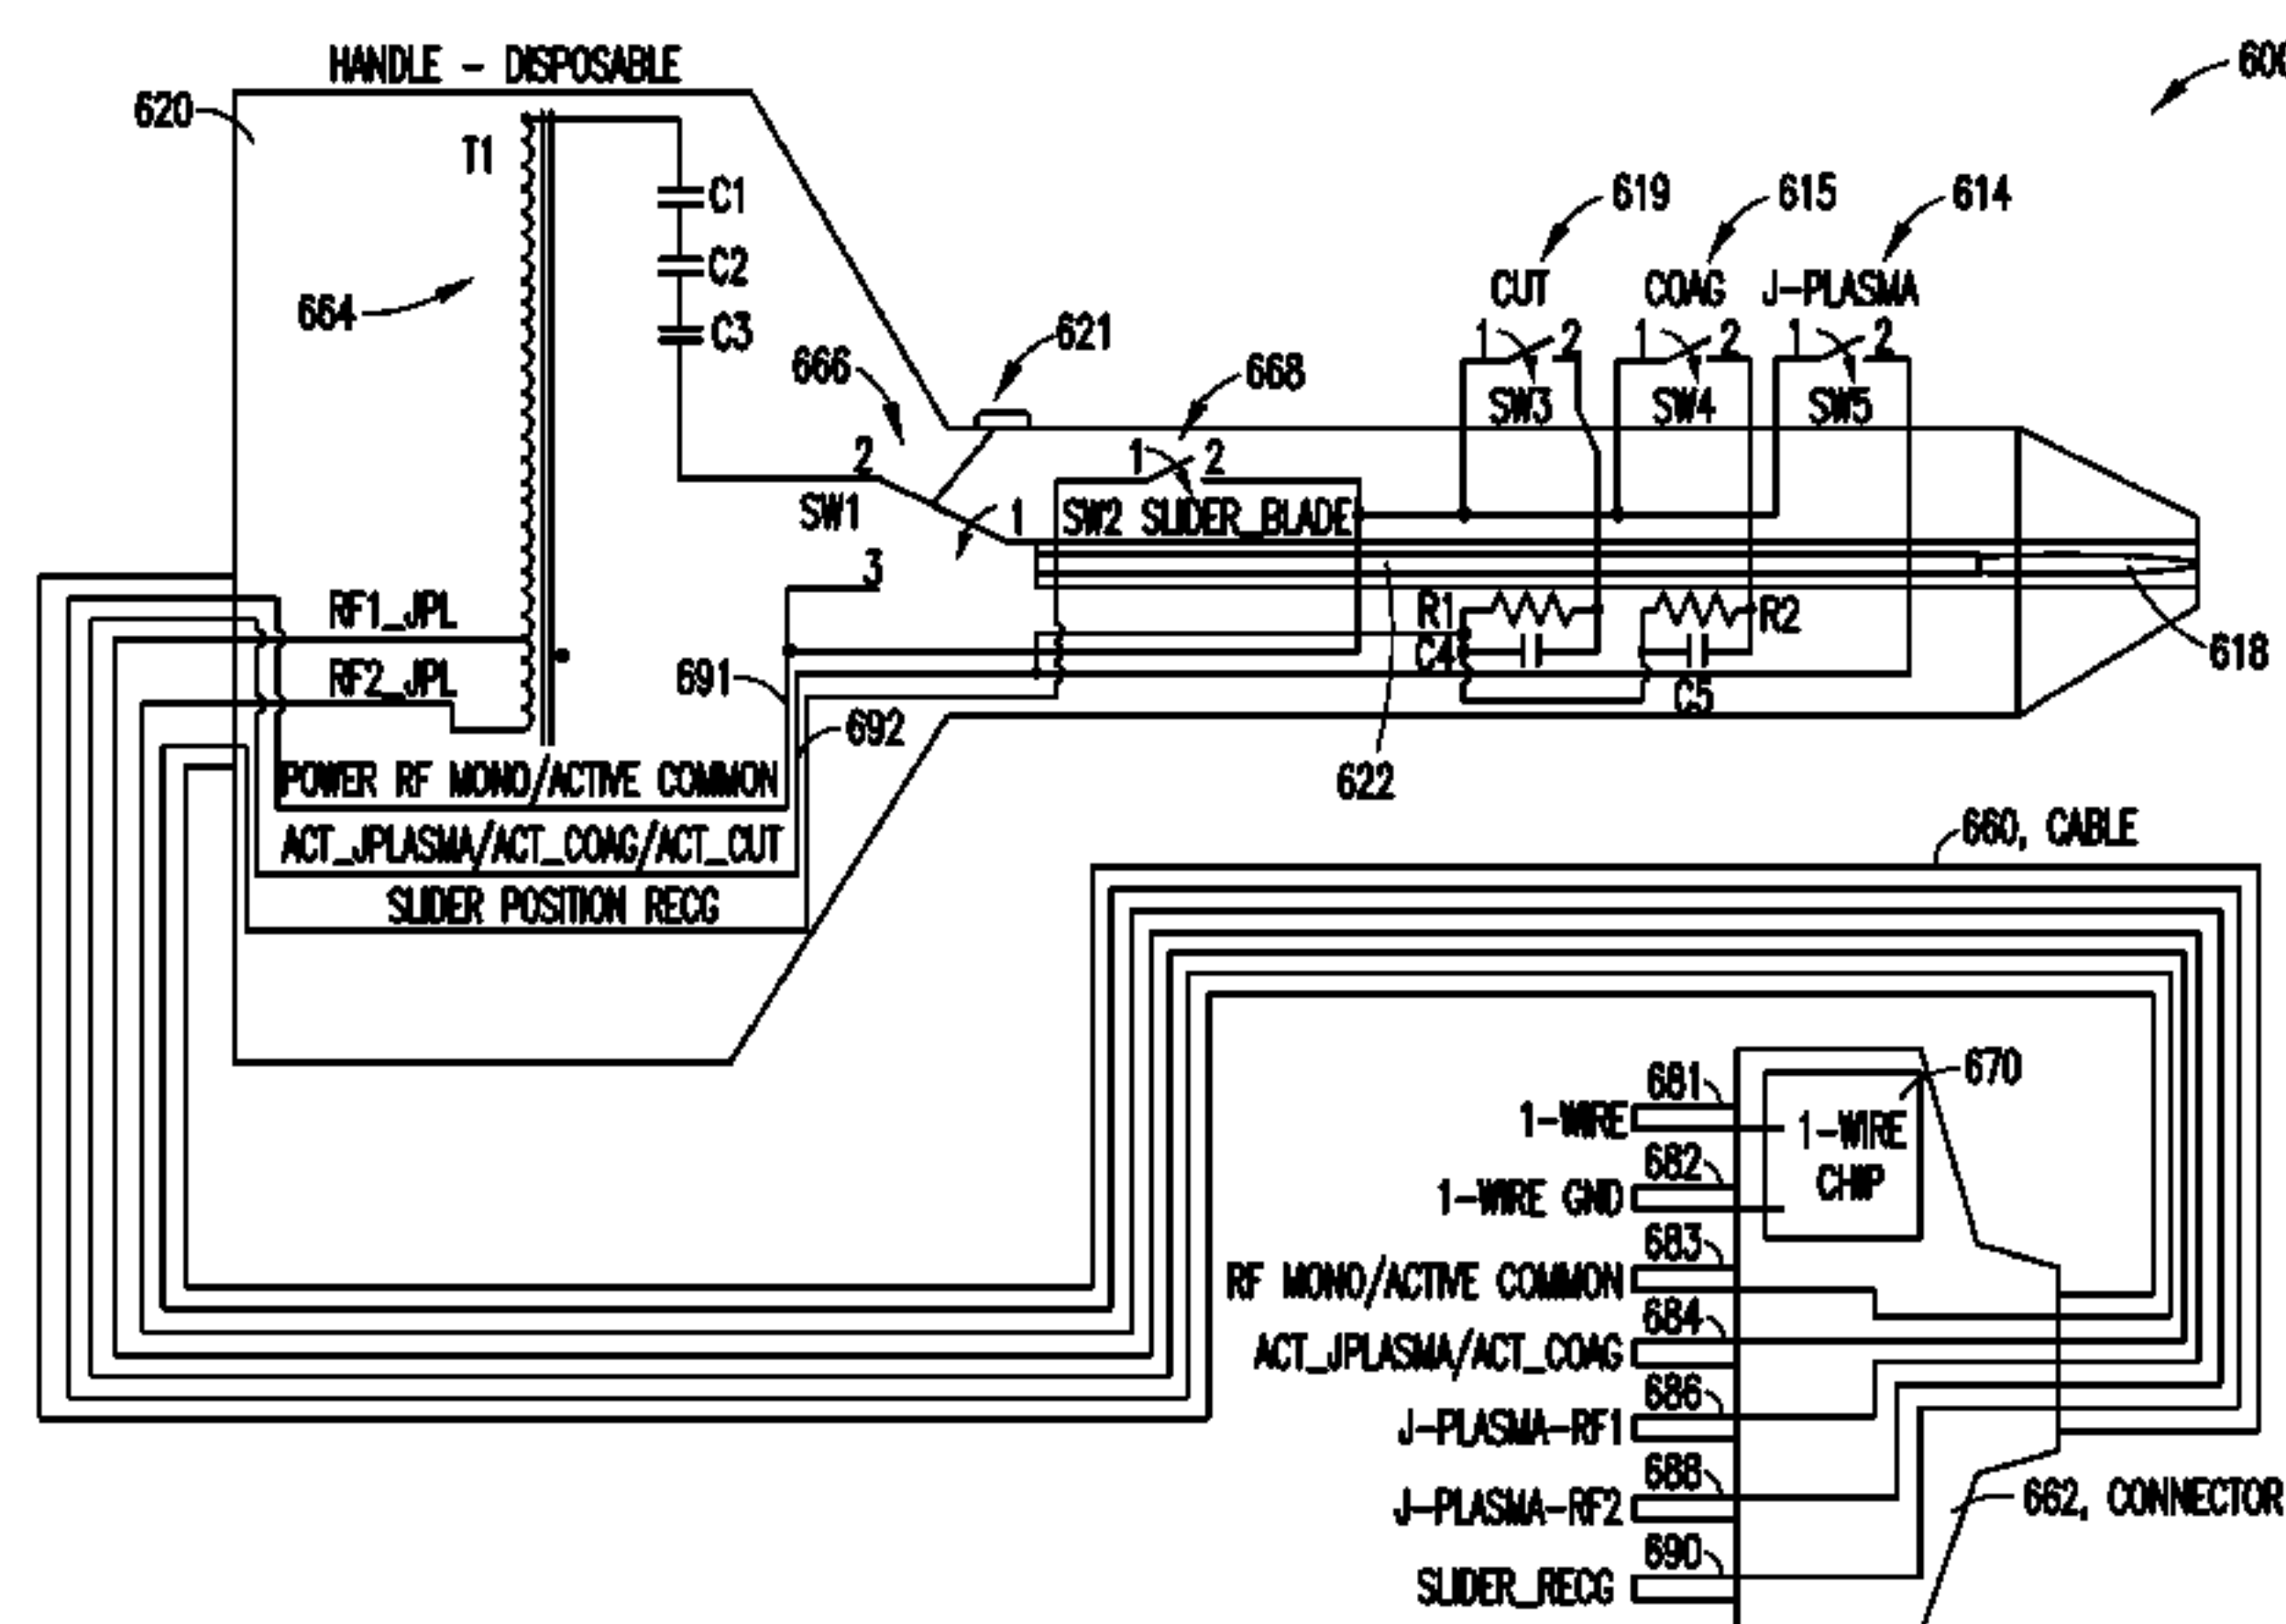 HANDLE - DISPOSABLE
620
T1
C1
C2
C3
664
666
621
668
619
615
614
CUT
COAG
J-PLASMA
1 2
1 2
1 2
SW3
SW4
SW5
2
SW1
1
3
1 2
SW2 SLIDER_BLADE
RF1_JPL
RF2_JPL
R1
R2
C4
C5
618
691
692
622
POWER RF MONO/ACTIVE COMMON
ACT_JPLASMA/ACT_COAG/ACT_CUT
SLIDER POSITION RECG
660, CABLE
681
1-WIRE
682
1-WIRE GND
1-WIRE
CHIP
670
683
RF MONO/ACTIVE COMMON
684
ACT_JPLASMA/ACT_COAG
686
J-PLASMA-RF1
688
J-PLASMA-RF2
690
SLIDER_RECG
662, CONNECTOR